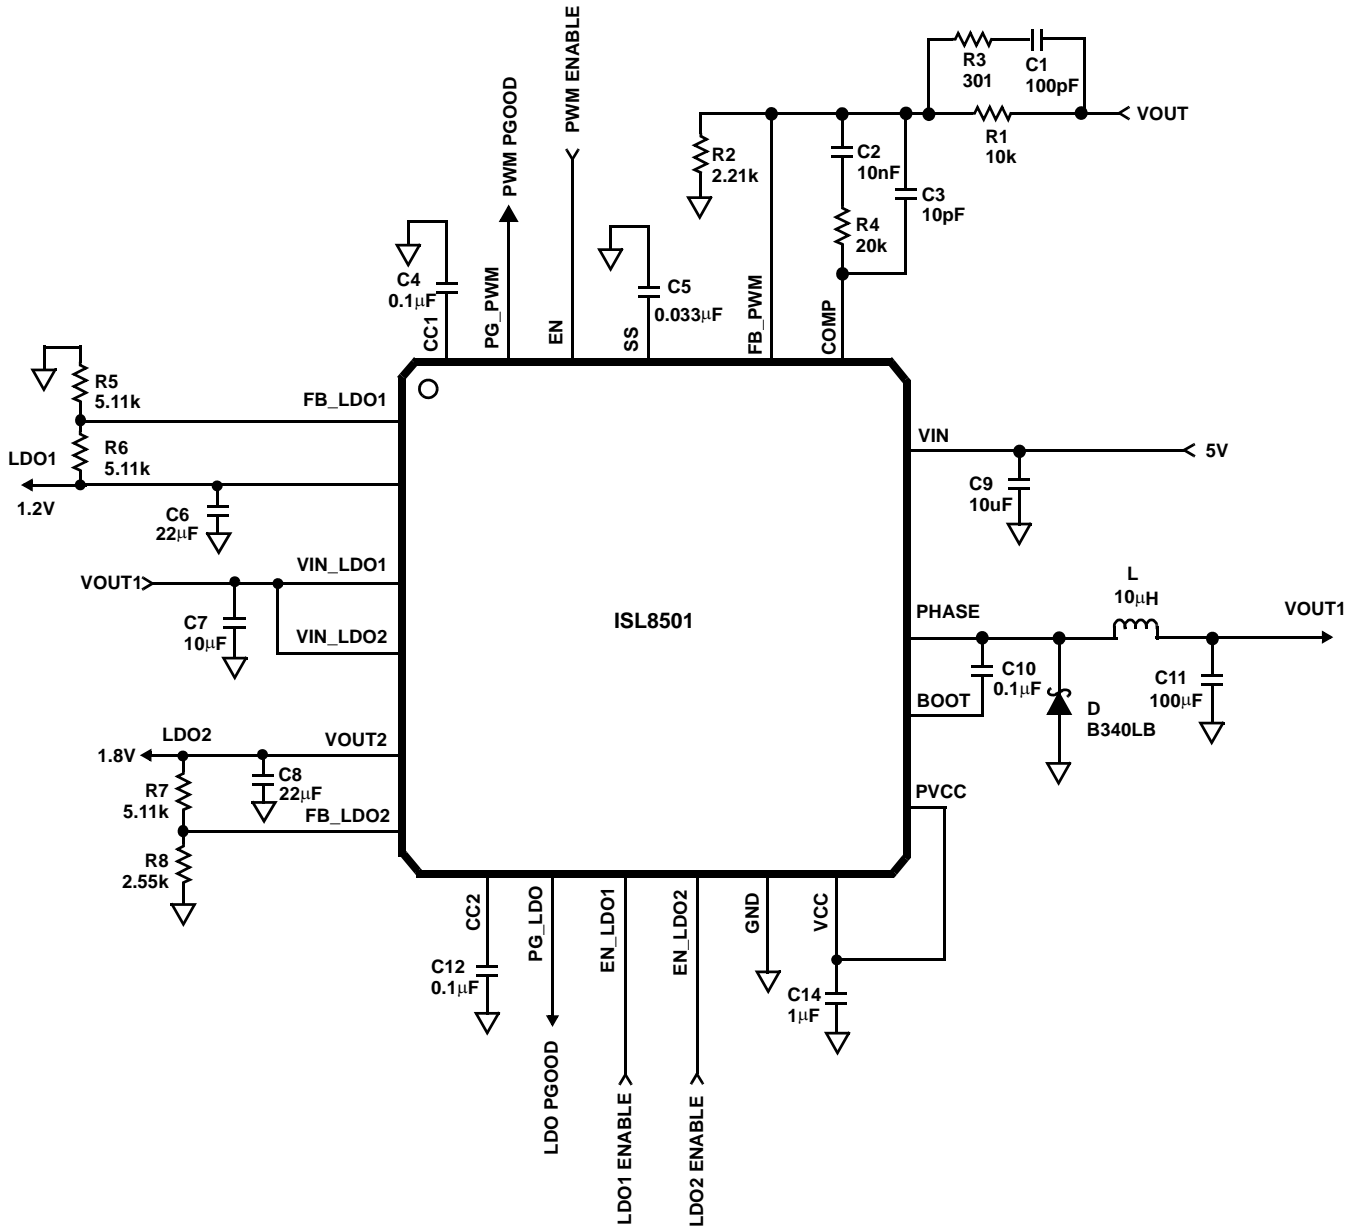 PWM ENABLE
PWM PGOOD
R3
301
C1
100pF
VOUT
R1
10k
R2
2.21k
C2
10nF
C3
10pF
R4
20k
C4
0.1µF
CC1
PG_PWM
EN
C5
0.033µF
SS
FB_PWM
COMP
R5
5.11k
FB_LDO1
R6
5.11k
LDO1
1.2V
C6
22µF
VIN
5V
C9
10uF
VOUT1
VIN_LDO1
C7
10µF
VIN_LDO2
ISL8501
PHASE
L
10µH
VOUT1
C10
0.1µF
BOOT
C11
100µF
D
B340LB
LDO2
1.8V
VOUT2
C8
22µF
R7
5.11k
FB_LDO2
R8
2.55k
PVCC
CC2
PG_LDO
EN_LDO1
EN_LDO2
GND
VCC
C12
0.1µF
C14
1µF
LDO PGOOD
LDO1 ENABLE
LDO2 ENABLE